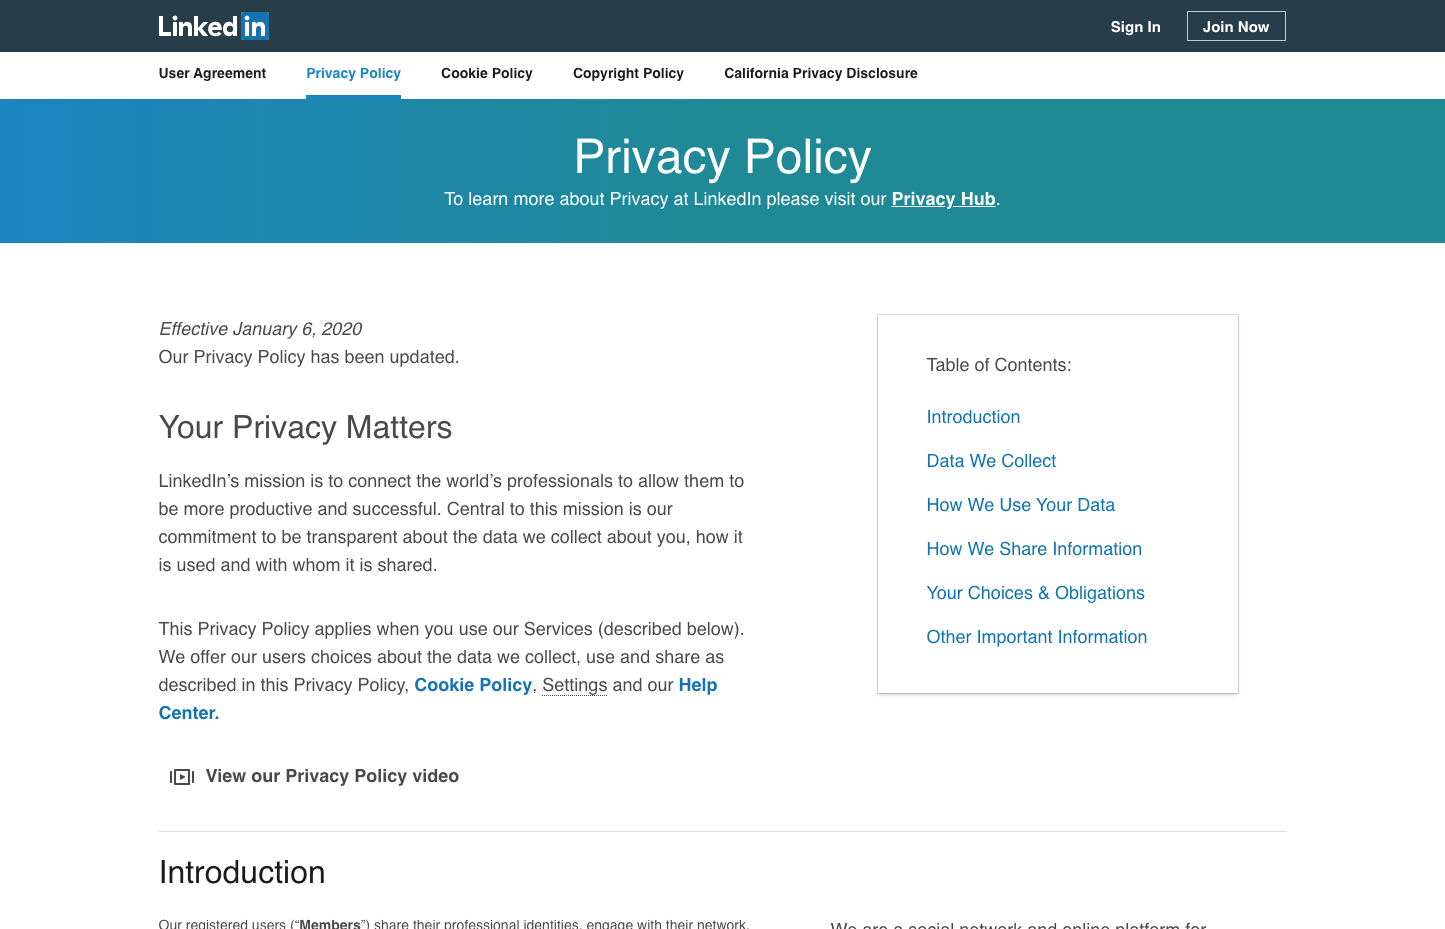 Linked in
Sign In
Join Now
User Agreement
Privacy Policy
Cookie Policy
Copyright Policy
California Privacy Disclosure
Privacy Policy
To learn more about Privacy at LinkedIn please visit our Privacy Hub.
Effective January 6, 2020
Our Privacy Policy has been updated.
Your Privacy Matters
LinkedIn’s mission is to connect the world’s professionals to allow them to
be more productive and successful. Central to this mission is our
commitment to be transparent about the data we collect about you, how it
is used and with whom it is shared.
This Privacy Policy applies when you use our Services (described below).
We offer our users choices about the data we collect, use and share as
described in this Privacy Policy, Cookie Policy, Settings and our Help
Center.
View our Privacy Policy video
Table of Contents:
Introduction
Data We Collect
How We Use Your Data
How We Share Information
Your Choices & Obligations
Other Important Information
Introduction
Our registered users (“Members”) share their professional identities, engage with their network,
We are a social network and online platform for